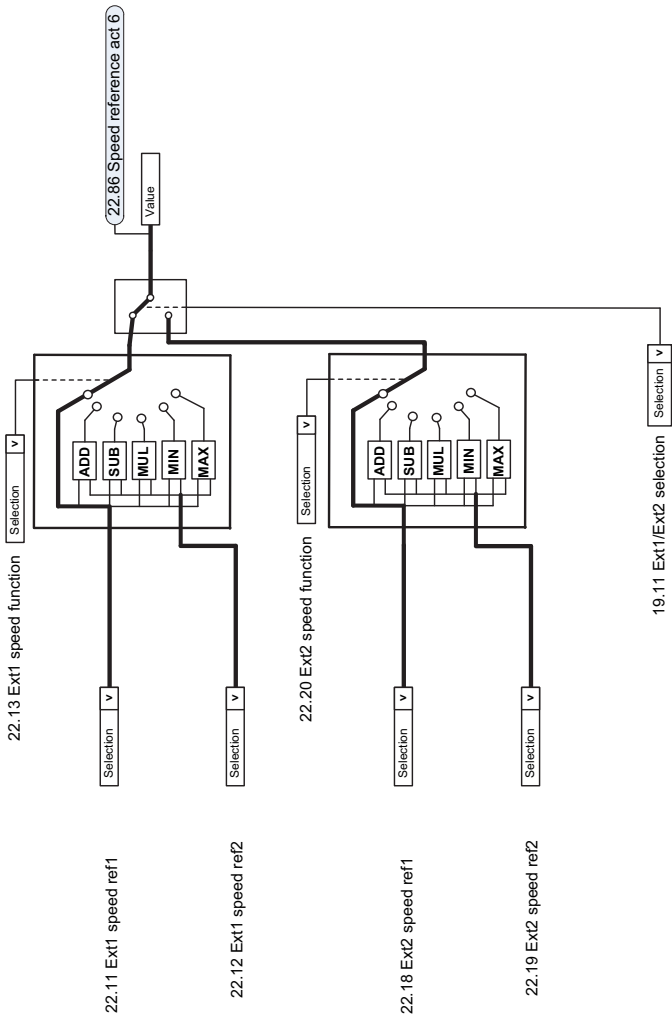 22.86 Speed reference act 6
Value
22.13 Ext1 speed function
Selection
v
ADD
SUB
MUL
MIN
MAX
22.11 Ext1 speed ref1
Selection
v
22.12 Ext1 speed ref2
Selection
v
22.20 Ext2 speed function
Selection
v
ADD
SUB
MUL
MIN
MAX
22.18 Ext2 speed ref1
Selection
v
22.19 Ext2 speed ref2
Selection
v
19.11 Ext1/Ext2 selection
Selection
v